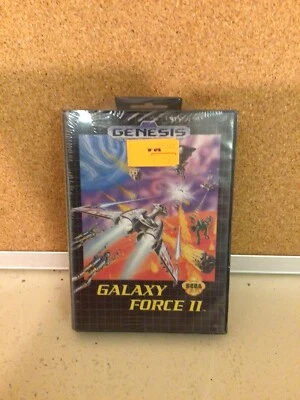 GENESIS
GALAXY
FORCE II
SEGA